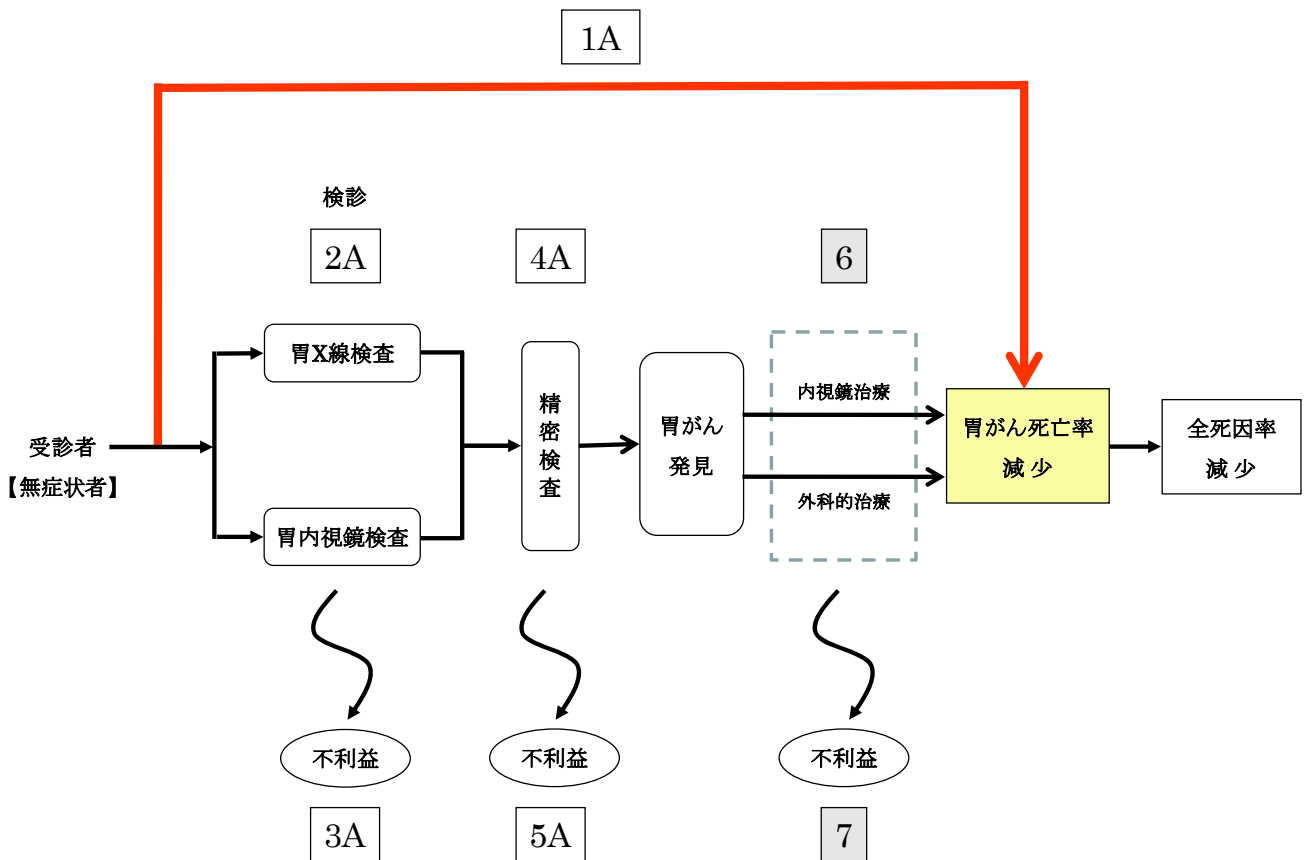 1A
検診
2A
4A
6
胃X線検査
精密検査
胃がん
発見
内視鏡治療
外科的治療
胃がん死亡率
減少
全死因率
減少
受診者
【無症状者】
胃内視鏡検査
不利益
不利益
不利益
3A
5A
7